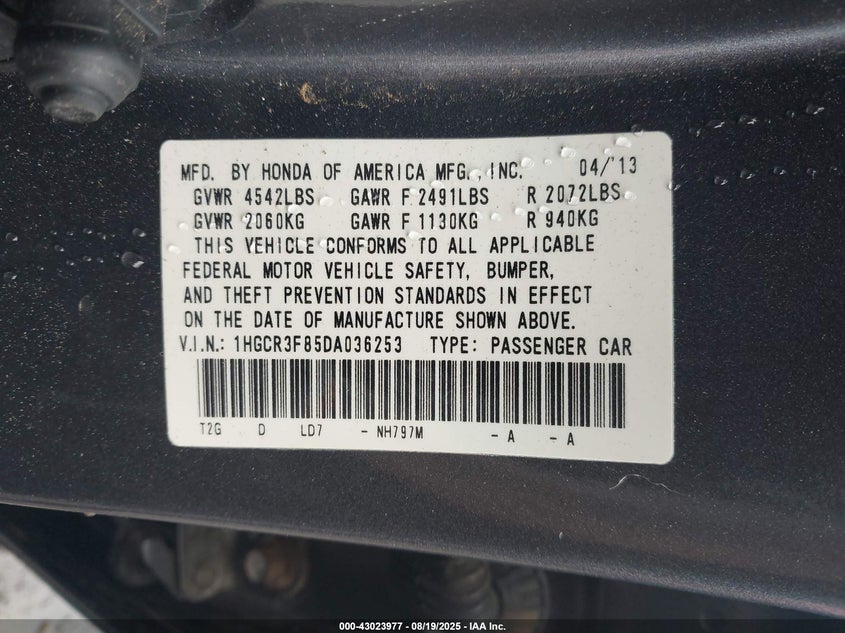 MFD. BY HONDA OF AMERICA MFG., INC. 04/'13
GVWR 4542LBS GAWR F 2491LBS R 2072LBS
GVWR 2060KG GAWR F 1130KG R 940KG
THIS VEHICLE CONFORMS TO ALL APPLICABLE
FEDERAL MOTOR VEHICLE SAFETY, BUMPER,
AND THEFT PREVENTION STANDARDS IN EFFECT
ON THE DATE OF MANUFACTURE SHOWN ABOVE.
V.I.N.: 1HGCR3F85DA036253 TYPE: PASSENGER CAR
T2G D LD7 - NH797M - A - A
000-43023977 - 08/19/2025 - IAA Inc.